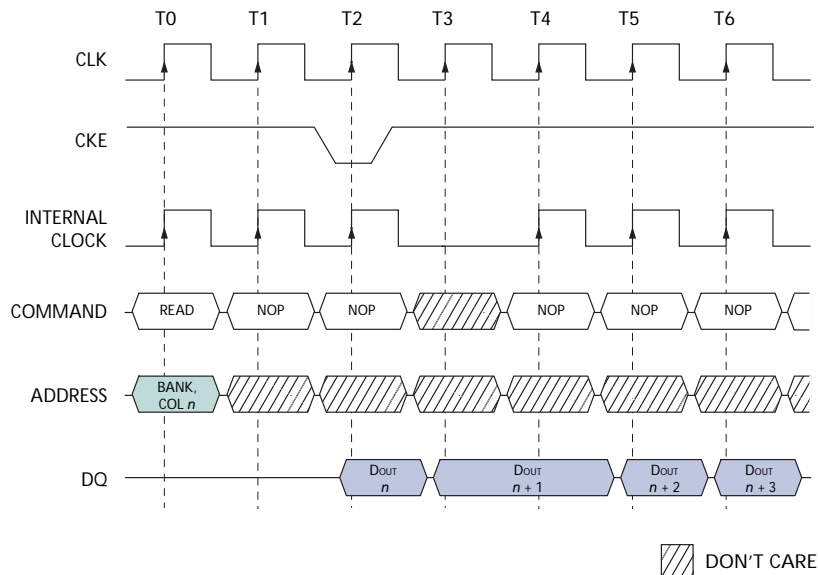 T0 T1 T2 T3 T4 T5 T6
CLK
CKE
INTERNAL
CLOCK
COMMAND READ NOP NOP NOP NOP NOP
ADDRESS BANK,
COL n
DQ DOUT
n DOUT
n + 1 DOUT
n + 2 DOUT
n + 3
DON'T CARE